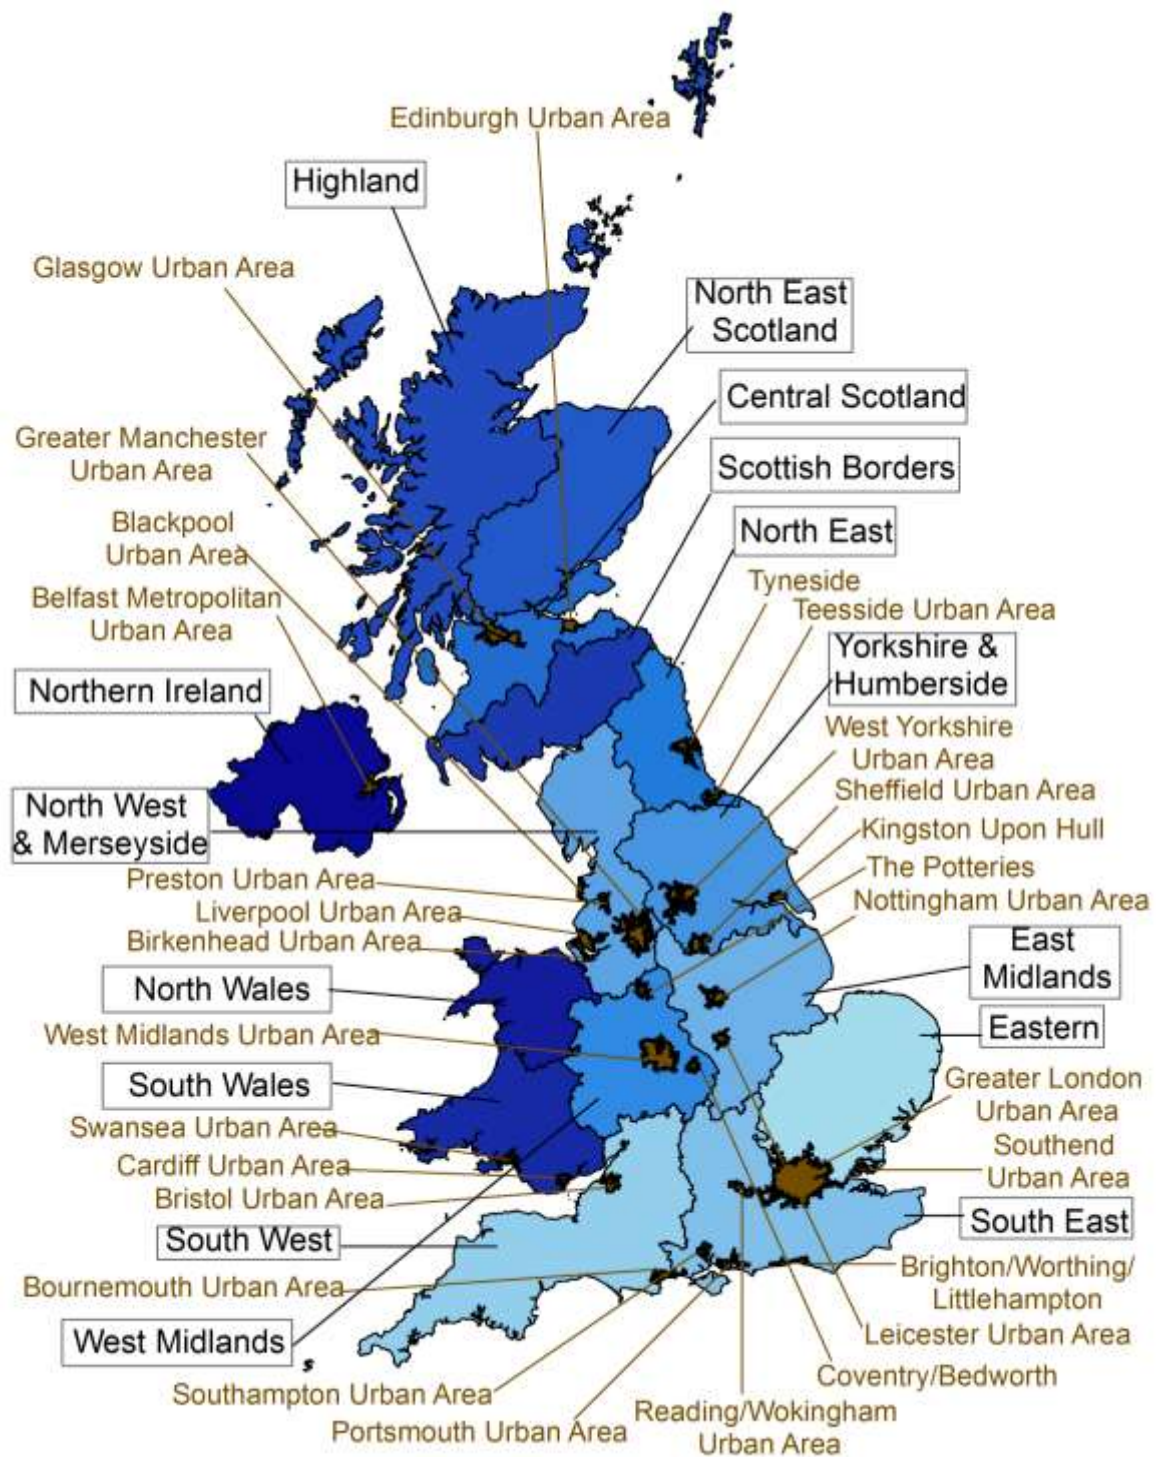 Edinburgh Urban Area
Highland
Glasgow Urban Area
North East
Scotland
Central Scotland
Greater Manchester
Urban Area
Scottish Borders
Blackpool
Urban Area
North East
Tyneside
Belfast Metropolitan
Urban Area
Teesside Urban Area
Yorkshire &
Humberside
Northern Ireland
West Yorkshire
Urban Area
Sheffield Urban Area
North West
& Merseyside
Kingston Upon Hull
The Potteries
Preston Urban Area
Nottingham Urban Area
Liverpool Urban Area
Birkenhead Urban Area
East
Midlands
North Wales
West Midlands Urban Area
Eastern
South Wales
Greater London
Urban Area
Swansea Urban Area
Southend
Urban Area
Cardiff Urban Area
Bristol Urban Area
South East
South West
Bournemouth Urban Area
Brighton/Worthing/
Littlehampton
West Midlands
Leicester Urban Area
Coventry/Bedworth
Southampton Urban Area
Portsmouth Urban Area
Reading/Wokingham
Urban Area